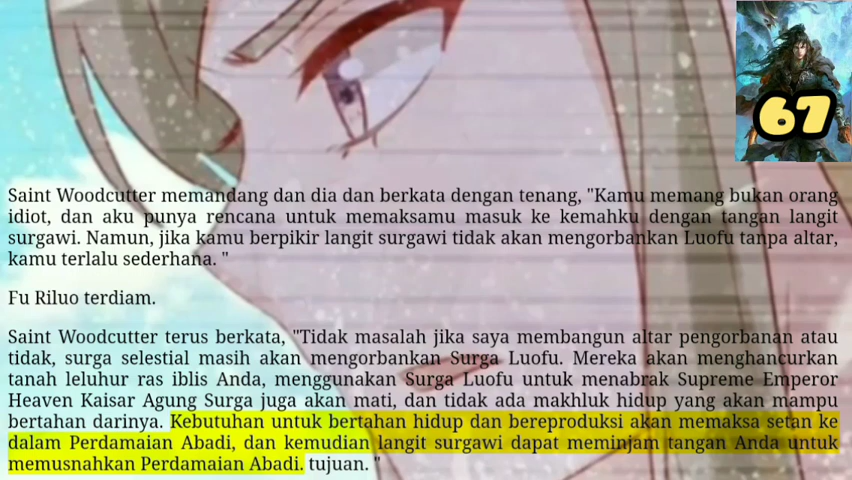 67
Saint Woodcutter memandang dan dia dan berkata dengan tenang, "Kamu memang bukan orang
idiot, dan aku punya rencana untuk memaksamu masuk ke kemahku dengan tangan langit
surgawi. Namun, jika kamu berpikir langit surgawi tidak akan mengorbankan Luofu tanpa altar,
kamu terlalu sederhana. "
Fu Riluo terdiam.
Saint Woodcutter terus berkata, "Tidak masalah jika saya membangun altar pengorbanan atau
tidak, surga selestial masih akan mengorbankan Surga Luofu. Mereka akan menghancurkan
tanah leluhur ras iblis Anda, menggunakan Surga Luofu untuk menabrak Supreme Emperor
Heaven Kaisar Agung Surga juga akan mati, dan tidak ada makhluk hidup yang akan mampu
bertahan darinya. Kebutuhan untuk bertahan hidup dan bereproduksi akan memaksa setan ke
dalam Perdamaian Abadi, dan kemudian langit surgawi dapat meminjam tangan Anda untuk
memusnahkan Perdamaian Abadi. tujuan. "